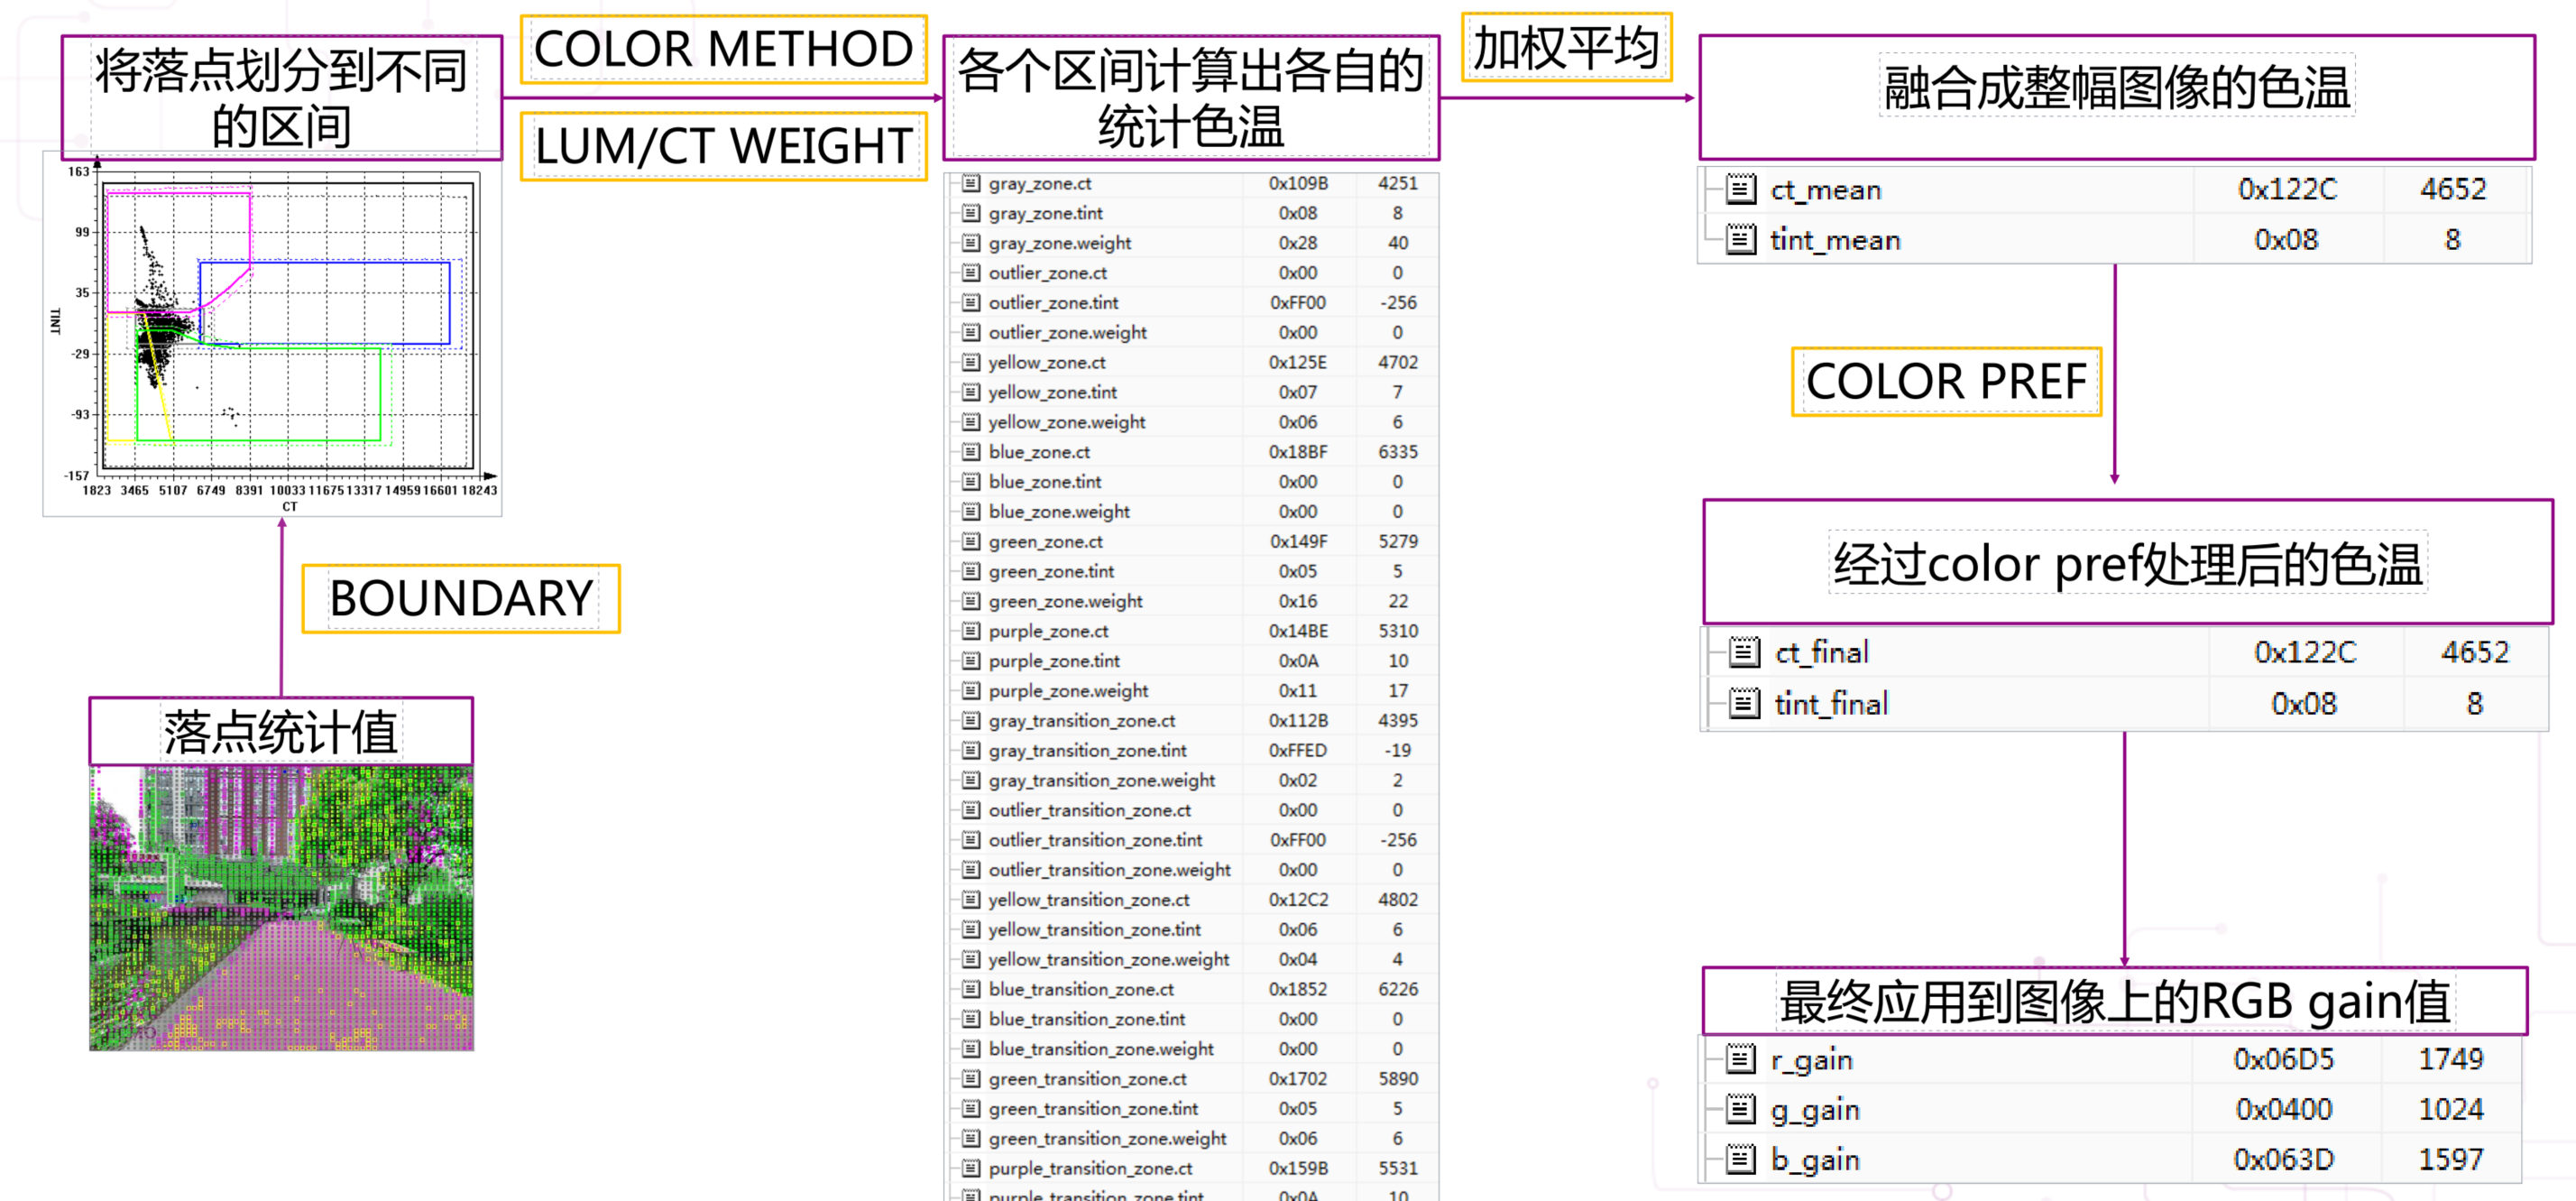 将落点划分到不同
的区间
COLOR METHOD
LUM/CT WEIGHT
各个区间计算出各自的
统计色温
加权平均
融合成整幅图像的色温
163
99
35
-29
-93
-157
TINT
1823 3465 5107 6749 8391 10033 11675 13317 14959 16601 18243
CT
BOUNDARY
落点统计值
gray_zone.ct 0x109B 4251
gray_zone.tint 0x08 8
gray_zone.weight 0x28 40
outlier_zone.ct 0x00 0
outlier_zone.tint 0xFF00 -256
outlier_zone.weight 0x00 0
yellow_zone.ct 0x125E 4702
yellow_zone.tint 0x07 7
yellow_zone.weight 0x06 6
blue_zone.ct 0x18BF 6335
blue_zone.tint 0x00 0
blue_zone.weight 0x00 0
green_zone.ct 0x149F 5279
green_zone.tint 0x05 5
green_zone.weight 0x16 22
purple_zone.ct 0x14BE 5310
purple_zone.tint 0x0A 10
purple_zone.weight 0x11 17
gray_transition_zone.ct 0x112B 4395
gray_transition_zone.tint 0xFFED -19
gray_transition_zone.weight 0x02 2
outlier_transition_zone.ct 0x00 0
outlier_transition_zone.tint 0xFF00 -256
outlier_transition_zone.weight 0x00 0
yellow_transition_zone.ct 0x12C2 4802
yellow_transition_zone.tint 0x06 6
yellow_transition_zone.weight 0x04 4
blue_transition_zone.ct 0x1852 6226
blue_transition_zone.tint 0x00 0
blue_transition_zone.weight 0x00 0
green_transition_zone.ct 0x1702 5890
green_transition_zone.tint 0x05 5
green_transition_zone.weight 0x06 6
purple_transition_zone.ct 0x159B 5531
purple_transition_zone.tint 0x0A 10
ct_mean 0x122C 4652
tint_mean 0x08 8
COLOR PREF
经过color pref处理后的色温
ct_final 0x122C 4652
tint_final 0x08 8
最终应用到图像上的RGB gain值
r_gain 0x06D5 1749
g_gain 0x0400 1024
b_gain 0x063D 1597